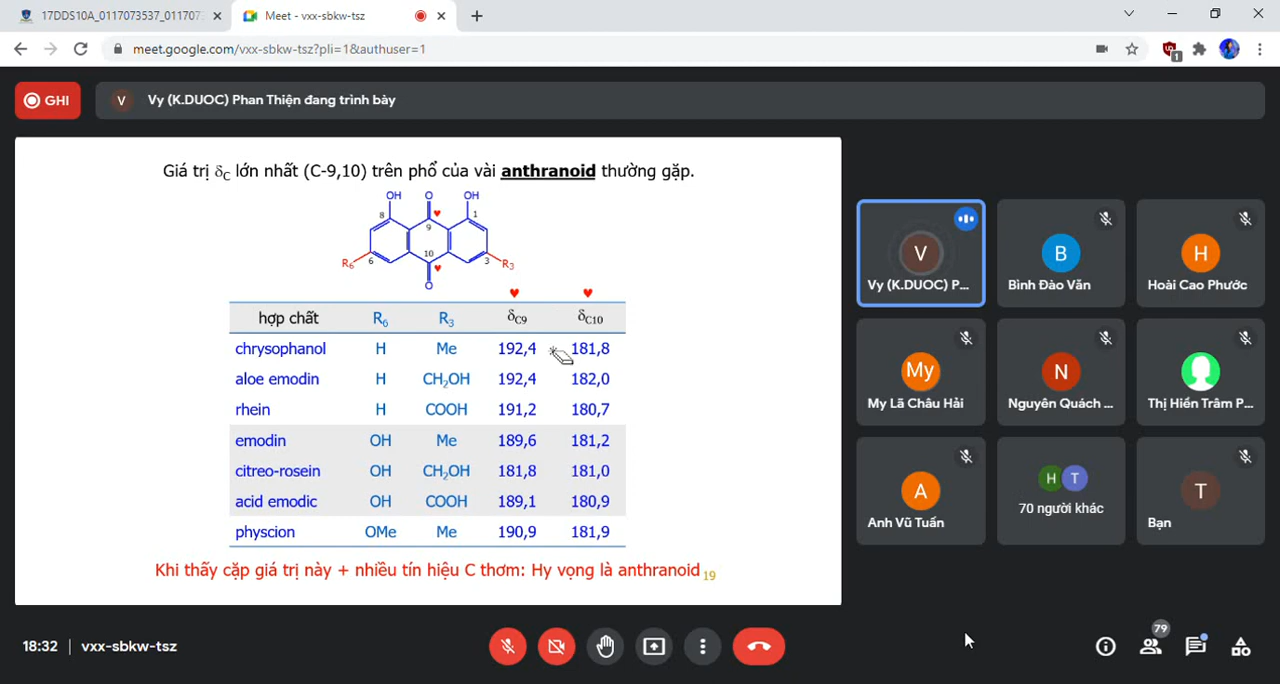 17DDS10A_0117073537_011707
Meet - vxx-sbkw-tsz
meet.google.com/vxx-sbkw-tsz?pli=1&authuser=1
1
GHI
V
Vy (K.DUOC) Phan Thiện đang trình bày
Giá trị δC lớn nhất (C-9,10) trên phổ của vài anthranoid thường gặp.
OH O OH
8 9 1
R6 6 10 3 R3
O
hợp chất R6 R3 δC9 δC10
chrysophanol H Me 192,4 181,8
aloe emodin H CH2OH 192,4 182,0
rhein H COOH 191,2 180,7
emodin OH Me 189,6 181,2
citreo-rosein OH CH2OH 181,8 181,0
acid emodic OH COOH 189,1 180,9
physcion OMe Me 190,9 181,9
Khi thấy cặp giá trị này + nhiều tín hiệu C thơm: Hy vọng là anthranoid 19
V B H
Vy (K.DUOC) P... Bình Đào Văn Hoài Cao Phước
My N
My Lã Châu Hải Nguyên Quách ... Thị Hiền Trâm P...
A H T T
Anh Vũ Tuấn 70 người khác Bạn
18:32 | vxx-sbkw-tsz
79